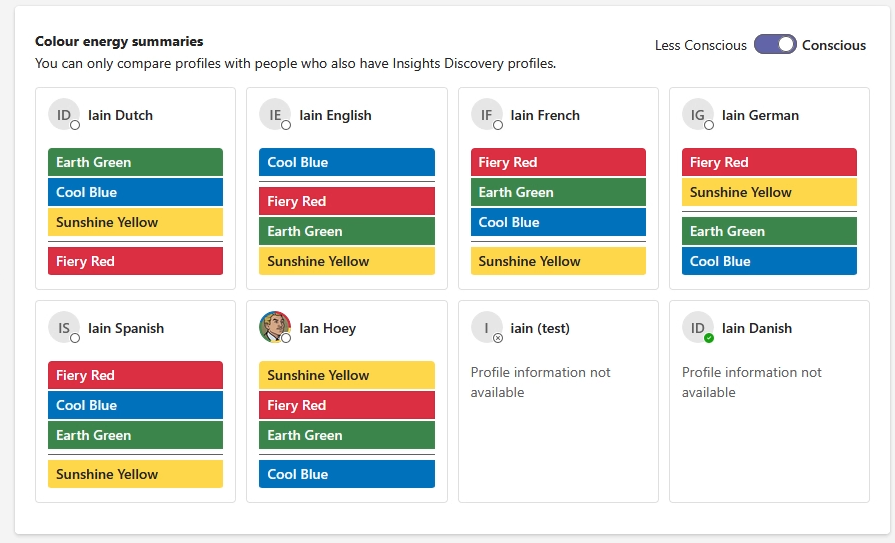 Colour energy summaries
Less Conscious
Conscious
You can only compare profiles with people who also have Insights Discovery profiles.
ID
Iain Dutch
Earth Green
Cool Blue
Sunshine Yellow
Fiery Red
IE
Iain English
Cool Blue
Fiery Red
Earth Green
Sunshine Yellow
IF
Iain French
Fiery Red
Earth Green
Cool Blue
Sunshine Yellow
IG
Iain German
Fiery Red
Sunshine Yellow
Earth Green
Cool Blue
IS
Iain Spanish
Fiery Red
Cool Blue
Earth Green
Sunshine Yellow
Ian Hoey
Sunshine Yellow
Fiery Red
Earth Green
Cool Blue
I
iain (test)
Profile information not
available
ID
Iain Danish
Profile information not
available